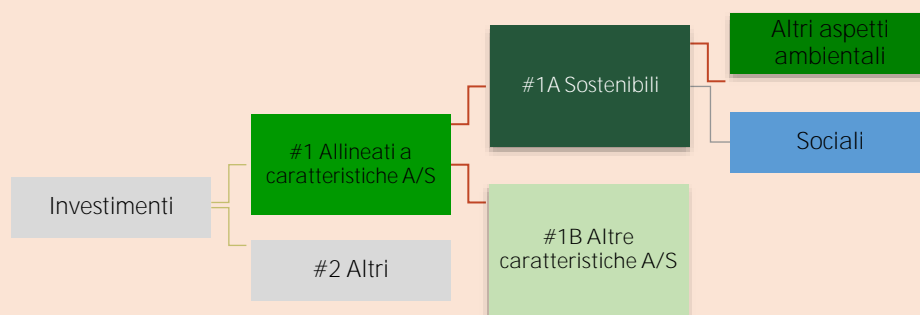 Investimenti
#1 Allineati a
caratteristiche A/S
#2 Altri
#1A Sostenibili
#1B Altre
caratteristiche A/S
Altri aspetti
ambientali
Sociali